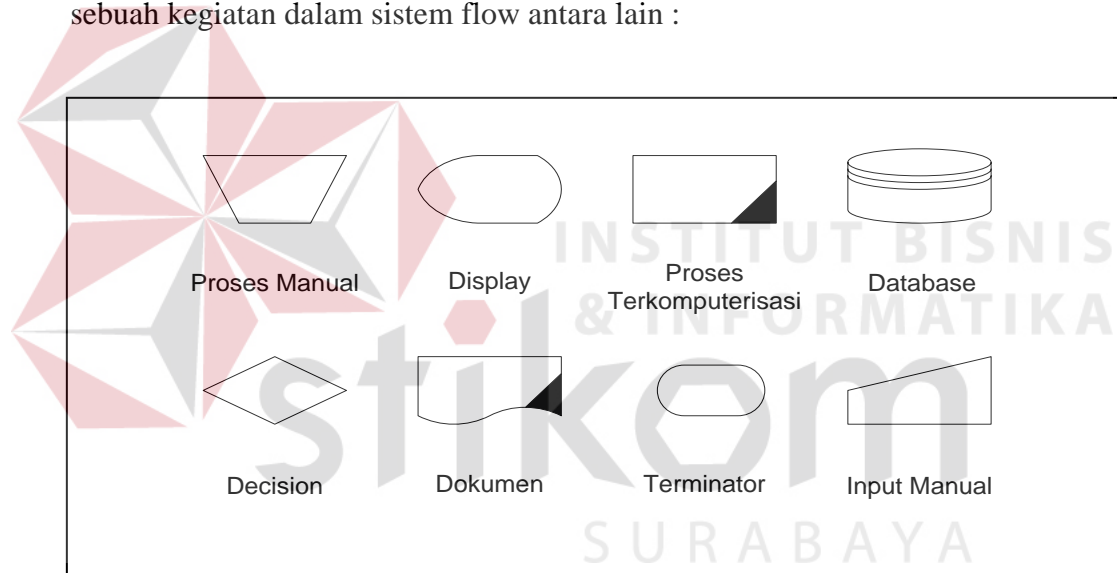 sebuah kegiatan dalam sistem flow antara lain :
INSTITUT BISNIS
& INFORMATIKA
stikom
SURABAYA
Proses Manual
Display
Proses
Terkomputerisasi
Database
Decision
Dokumen
Terminator
Input Manual